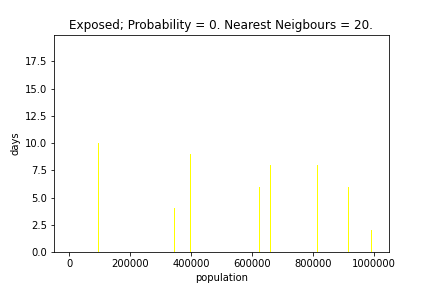 Exposed; Probability = 0. Nearest Neigbours = 20.
17.5
15.0
12.5
10.0
7.5
5.0
2.5
0.0
days
0 200000 400000 600000 800000 1000000
population